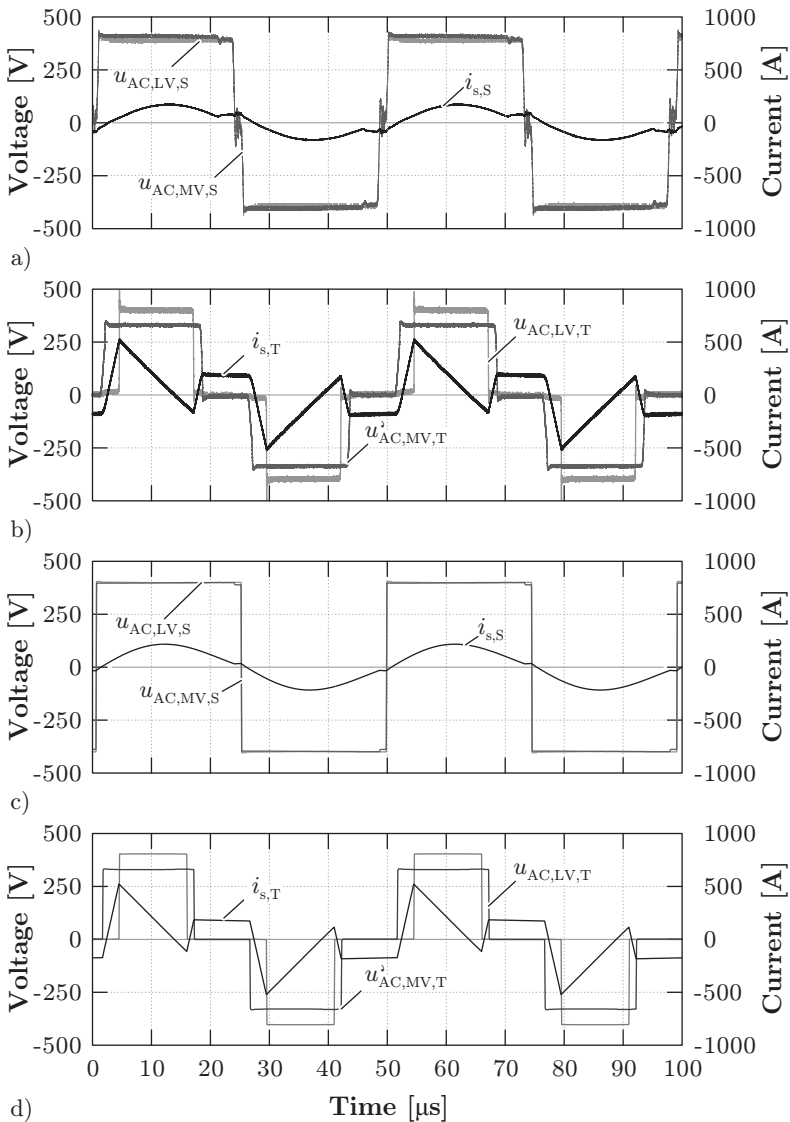 500 1000
250 500
0 0
-250 -500
-500 -1000
Voltage [V]
Current [A]
u_AC,LV,S
i_s,S
u_AC,MV,S
a)
500 1000
250 500
0 0
-250 -500
-500 -1000
Voltage [V]
Current [A]
i_s,T
u_AC,LV,T
u`_AC,MV,T
b)
500 1000
250 500
0 0
-250 -500
-500 -1000
Voltage [V]
Current [A]
u_AC,LV,S
i_s,S
u_AC,MV,S
c)
500 1000
250 500
0 0
-250 -500
-500 -1000
Voltage [V]
Current [A]
i_s,T
u_AC,LV,T
u`_AC,MV,T
0 10 20 30 40 50 60 70 80 90 100
d)
Time [µs]